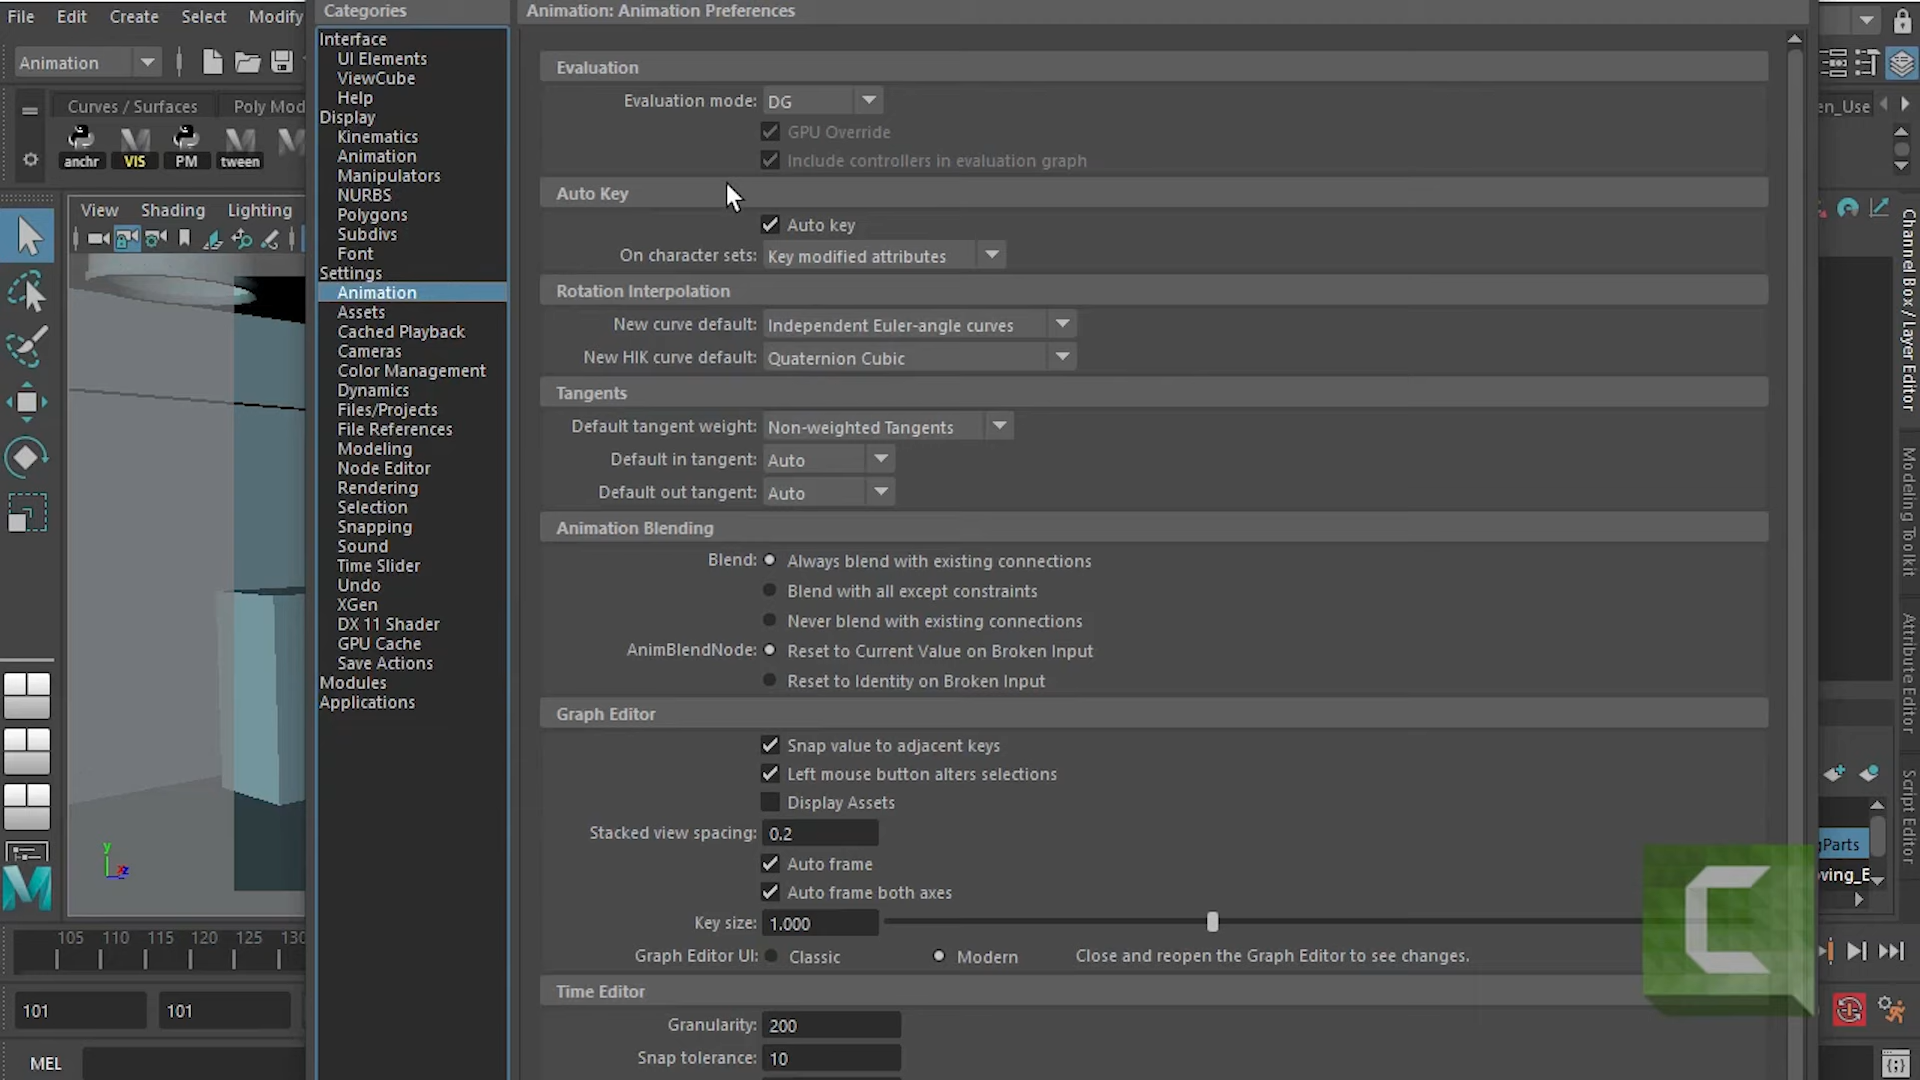 File Edit Create Select Modify
Animation
Curves / Surfaces Poly Mod
anchr VIS PM tween
View Shading Lighting
105 110 115 120 125 130
101 101
MEL
Categories
Interface
UI Elements
ViewCube
Help
Display
Kinematics
Animation
Manipulators
NURBS
Polygons
Subdivs
Font
Settings
Animation
Assets
Cached Playback
Cameras
Color Management
Dynamics
Files/Projects
File References
Modeling
Node Editor
Rendering
Selection
Snapping
Sound
Time Slider
Undo
XGen
DX 11 Shader
GPU Cache
Save Actions
Modules
Applications
Animation: Animation Preferences
Evaluation
Evaluation mode: DG
GPU Override
Include controllers in evaluation graph
Auto Key
Auto key
On character sets: Key modified attributes
Rotation Interpolation
New curve default: Independent Euler-angle curves
New HIK curve default: Quaternion Cubic
Tangents
Default tangent weight: Non-weighted Tangents
Default in tangent: Auto
Default out tangent: Auto
Animation Blending
Blend: Always blend with existing connections
Blend with all except constraints
Never blend with existing connections
AnimBlendNode: Reset to Current Value on Broken Input
Reset to Identity on Broken Input
Graph Editor
Snap value to adjacent keys
Left mouse button alters selections
Display Assets
Stacked view spacing: 0.2
Auto frame
Auto frame both axes
Key size: 1.000
Graph Editor UI: Classic Modern Close and reopen the Graph Editor to see changes.
Time Editor
Granularity: 200
Snap tolerance: 10
en_Use
Channel Box / Layer Editor
Modeling Toolkit
Attribute Editor
Script Editor
gParts
oving_E
y
z